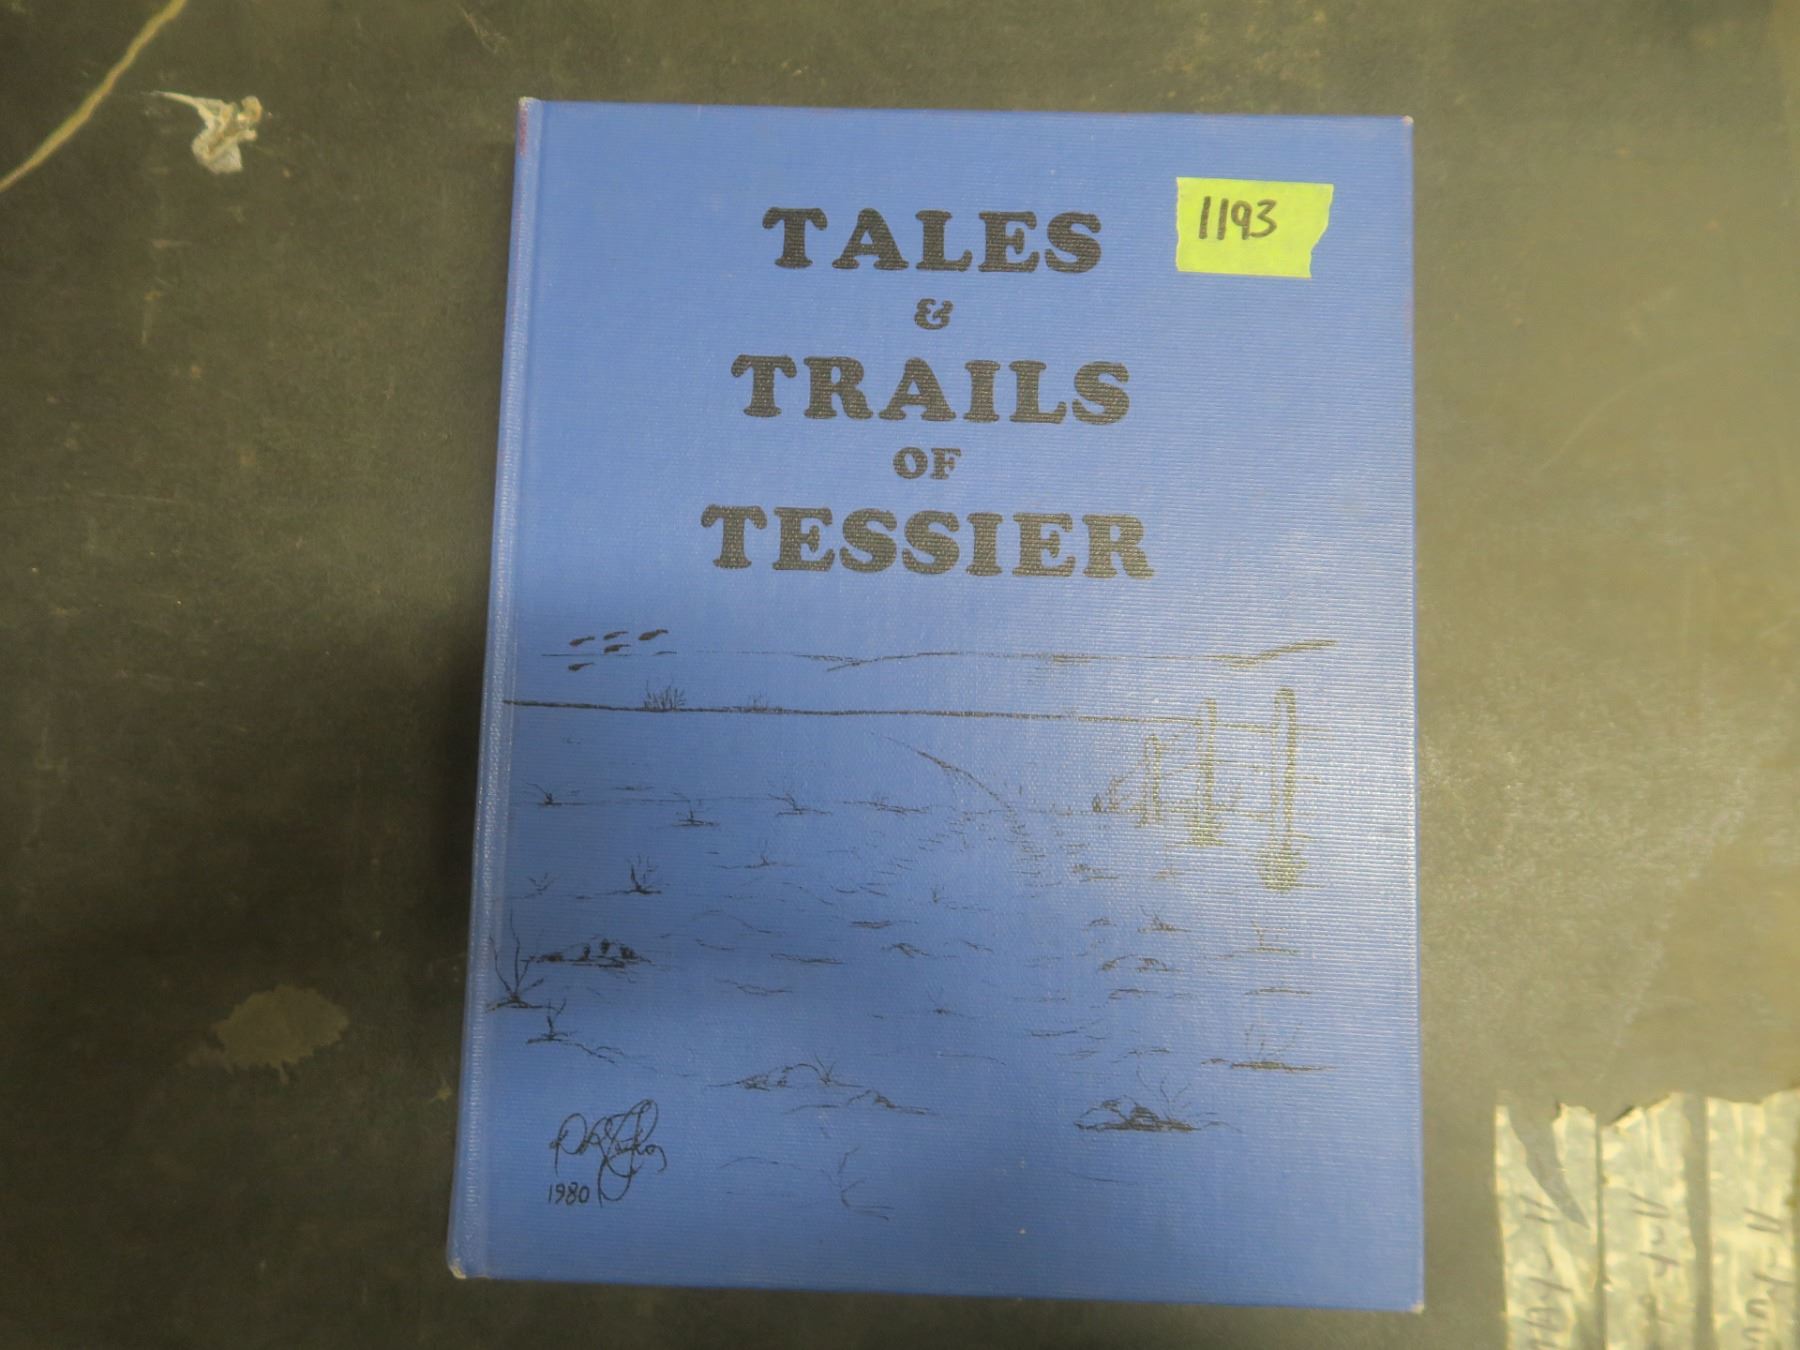 TALES
1193
&
TRAILS
OF
TESSIER
1980